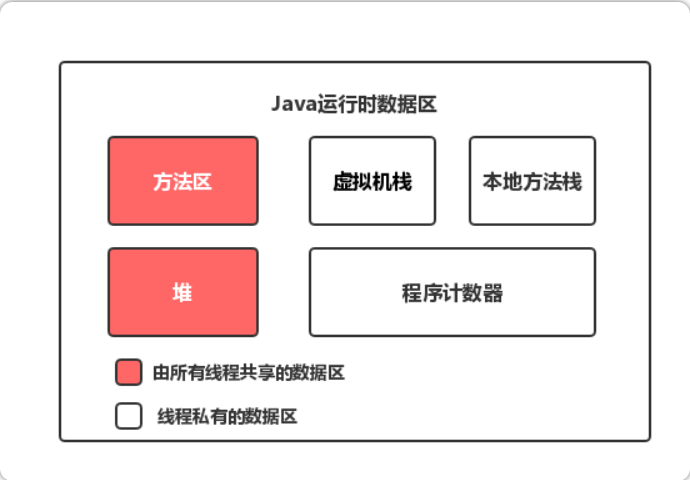 Java运行时数据区
方法区
虚拟机栈
本地方法栈
堆
程序计数器
由所有线程共享的数据区
线程私有的数据区